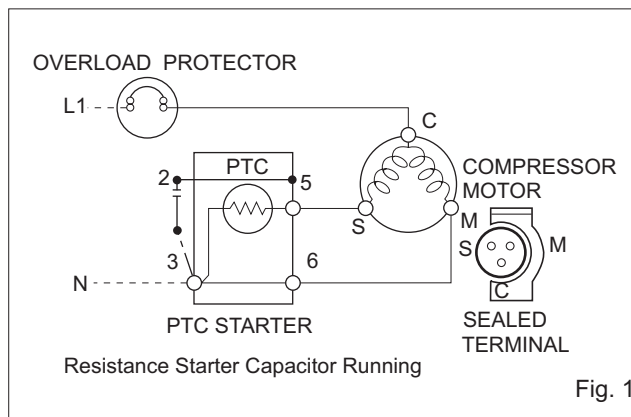 OVERLOAD PROTECTOR
L1
C
2
PTC
5
COMPRESSOR
MOTOR
S
M
S
M
C
3
6
N
PTC STARTER
SEALED
TERMINAL
Resistance Starter Capacitor Running
Fig. 1